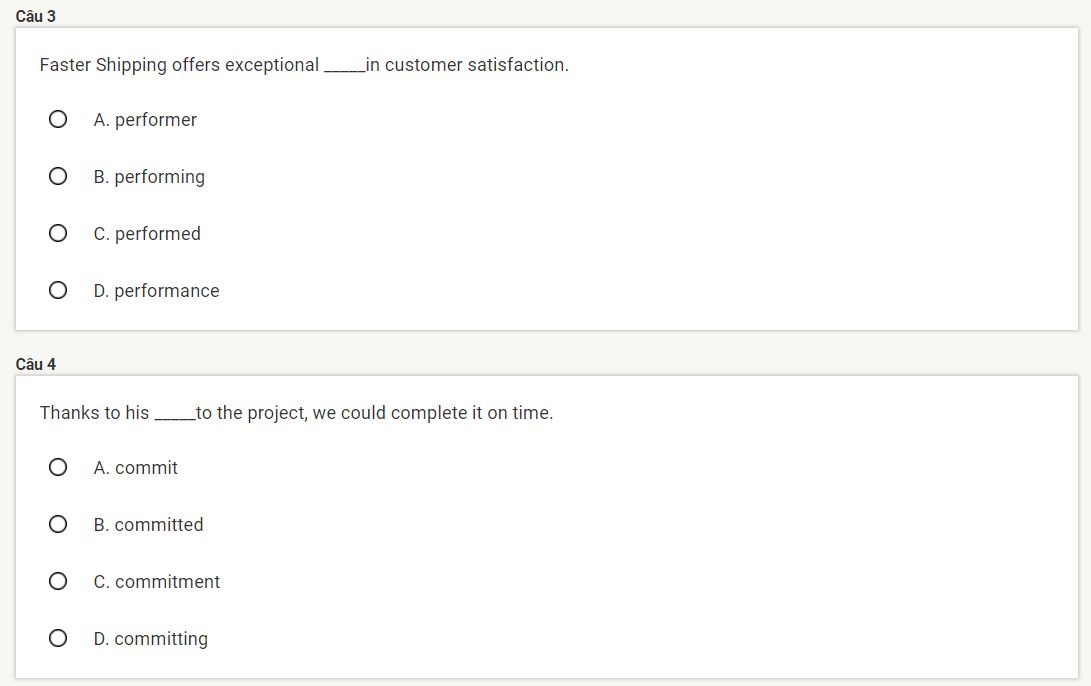 Câu 3
Faster Shipping offers exceptional _____in customer satisfaction.
A. performer
B. performing
C. performed
D. performance
Câu 4
Thanks to his _____to the project, we could complete it on time.
A. commit
B. committed
C. commitment
D. committing